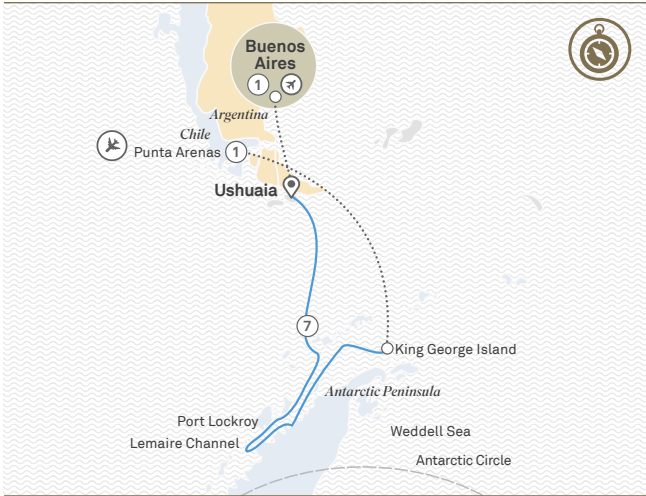 Buenos
Aires
1
Argentina
Chile
Punta Arenas 1
Ushuaia
7
King George Island
Antarctic Peninsula
Port Lockroy
Weddell Sea
Lemaire Channel
Antarctic Circle